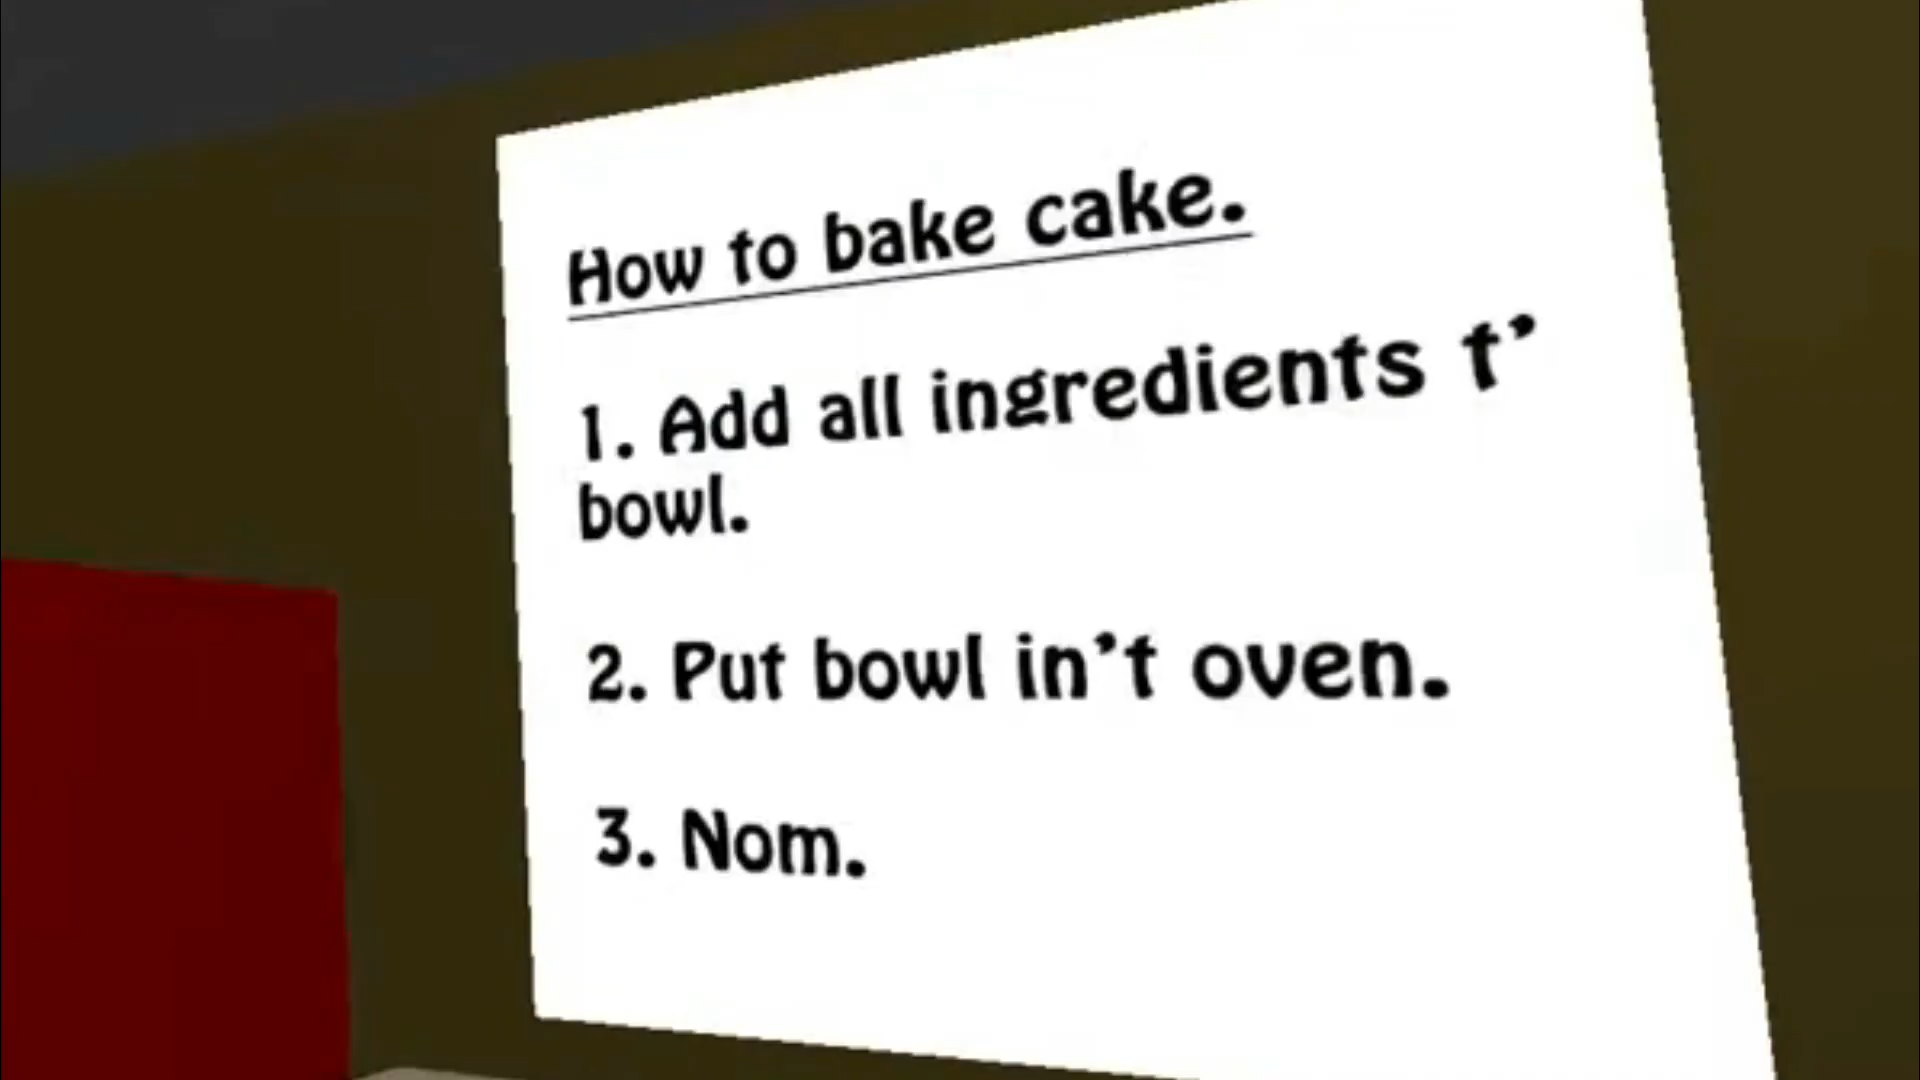 How to bake cake.
1. Add all ingredients t'
bowl.
2. Put bowl in't oven.
3. Nom.